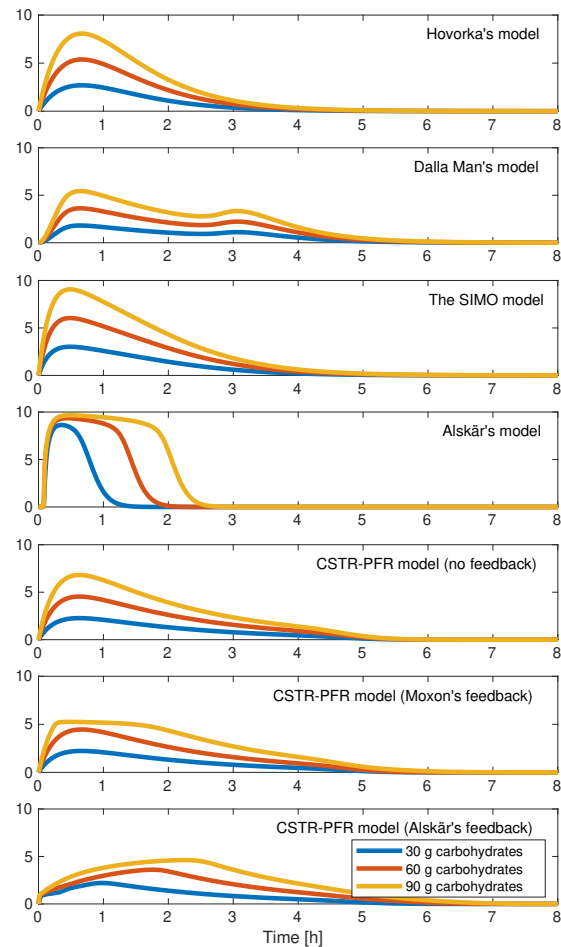 10
Hovorka's model
5
0
0 1 2 3 4 5 6 7 8
10
Dalla Man's model
5
0
0 1 2 3 4 5 6 7 8
10
The SIMO model
5
0
0 1 2 3 4 5 6 7 8
10
Alskär's model
5
0
0 1 2 3 4 5 6 7 8
10
CSTR-PFR model (no feedback)
5
0
0 1 2 3 4 5 6 7 8
10
CSTR-PFR model (Moxon's feedback)
5
0
0 1 2 3 4 5 6 7 8
10
CSTR-PFR model (Alskär's feedback)
5
30 g carbohydrates
60 g carbohydrates
90 g carbohydrates
0
0 1 2 3 4 5 6 7 8
Time [h]